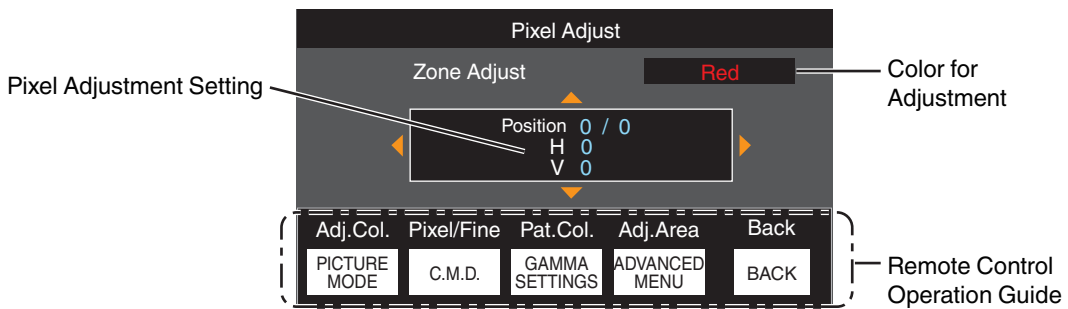 Pixel Adjust
Zone Adjust Red
Color for
Adjustment
Pixel Adjustment Setting
Position 0 / 0
H 0
V 0
Adj.Col. Pixel/Fine Pat.Col. Adj.Area Back
PICTURE
MODE
C.M.D.
GAMMA
SETTINGS
ADVANCED
MENU
BACK
Remote Control
Operation Guide